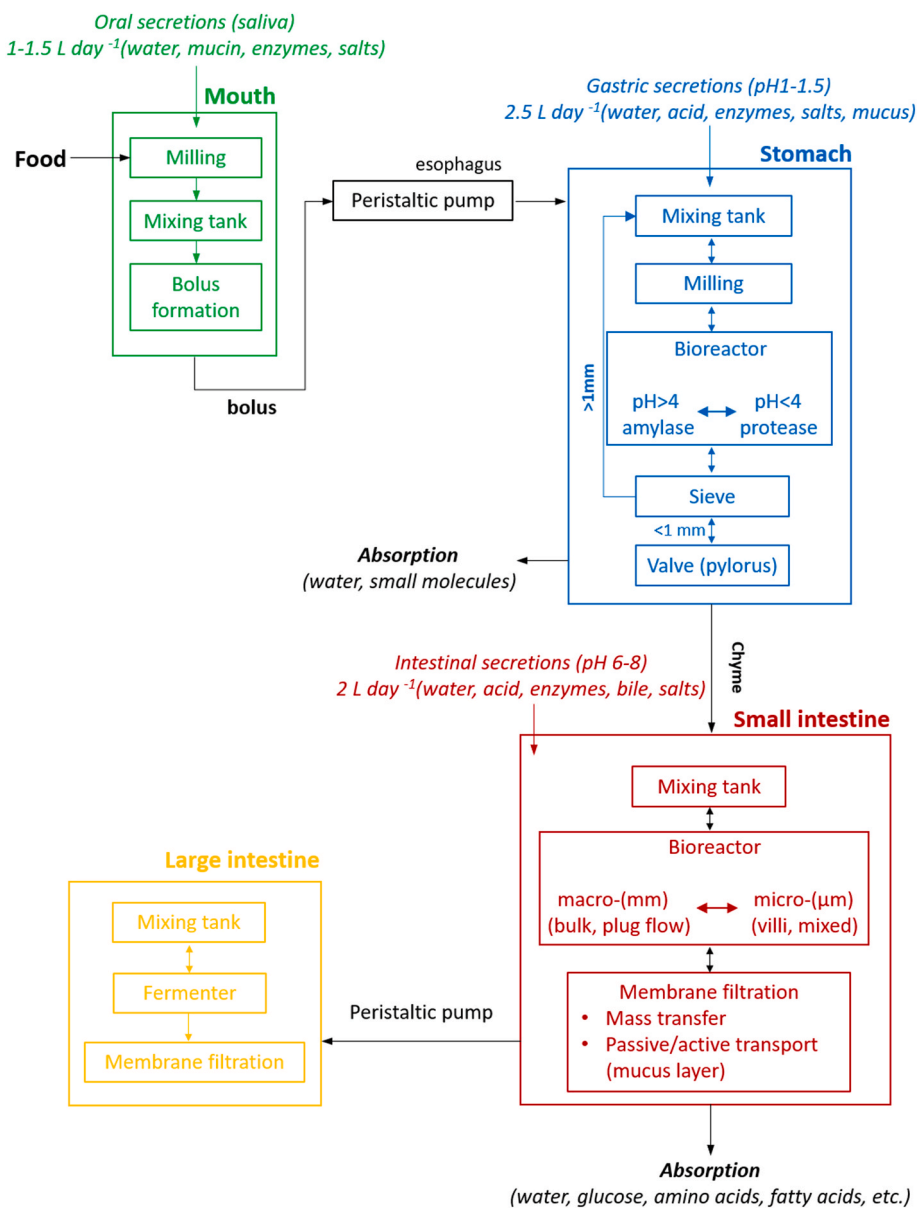 Oral secretions (saliva)
1-1.5 L day -1(water, mucin, enzymes, salts)
Mouth
Food
Milling
Mixing tank
Bolus
formation
bolus
esophagus
Peristaltic pump
Gastric secretions (pH1-1.5)
2.5 L day -1(water, acid, enzymes, salts, mucus)
Stomach
Mixing tank
Milling
Bioreactor
pH>4
amylase
pH<4
protease
>1mm
Sieve
<1 mm
Valve (pylorus)
Absorption
(water, small molecules)
Chyme
Intestinal secretions (pH 6-8)
2 L day -1(water, acid, enzymes, bile, salts)
Small intestine
Mixing tank
Bioreactor
macro-(mm)
(bulk, plug flow)
micro-(μm)
(villi, mixed)
Membrane filtration
• Mass transfer
• Passive/active transport
(mucus layer)
Peristaltic pump
Large intestine
Mixing tank
Fermenter
Membrane filtration
Absorption
(water, glucose, amino acids, fatty acids, etc.)